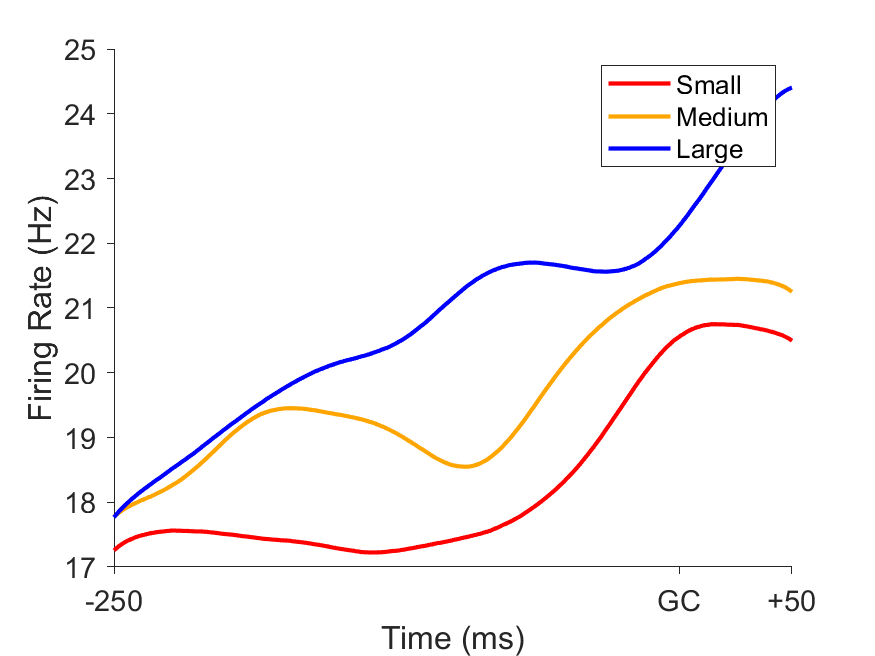 25
24
23
22
21
20
19
18
17
Firing Rate (Hz)
Small
Medium
Large
-250
GC
+50
Time (ms)